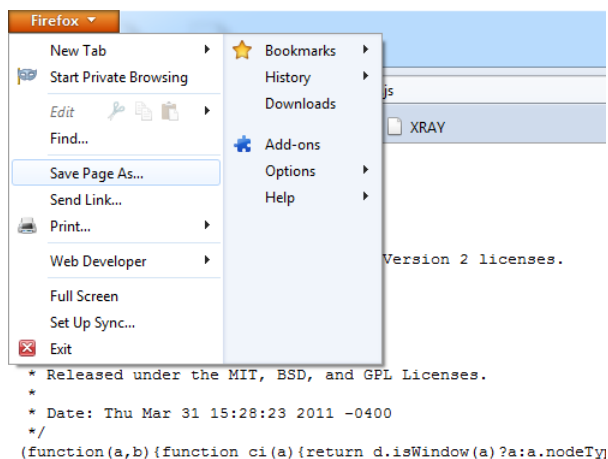 Firefox
New Tab
Start Private Browsing
Edit
Find...
Save Page As...
Send Link...
Print...
Web Developer
Full Screen
Set Up Sync...
Exit
Bookmarks
History
Downloads
Add-ons
Options
Help
js
XRAY
Version 2 licenses.
* Released under the MIT, BSD, and GPL Licenses.
*
* Date: Thu Mar 31 15:28:23 2011 -0400
*/
(function(a,b){function ci(a){return d.isWindow(a)?a:a.nodeTyp